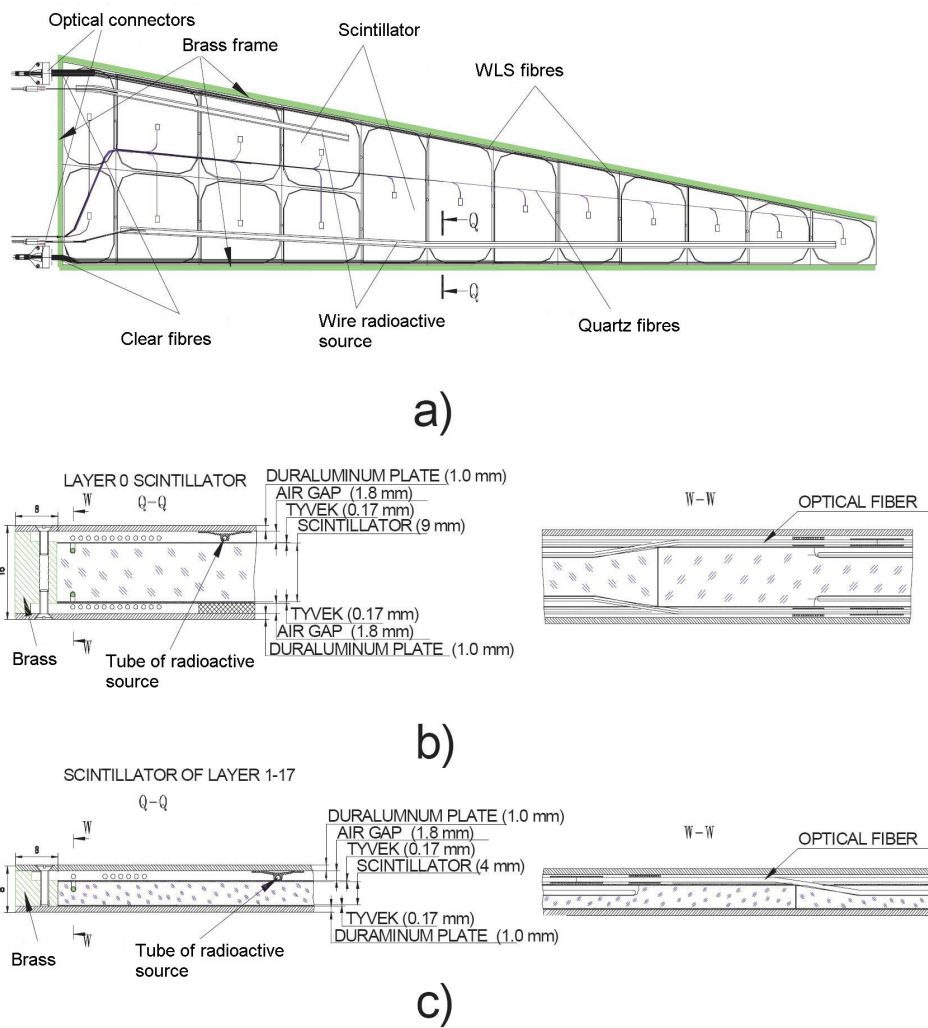 Optical connectors
Brass frame
Scintillator
WLS fibres
Q
Q
Clear fibres
Wire radioactive
source
Quartz fibres
a)
LAYER 0 SCINTILLATOR
Q-Q
W
8
DURALUMINUM PLATE (1.0 mm)
AIR GAP (1.8 mm)
TYVEK (0.17 mm)
SCINTILLATOR (9 mm)
W-W
OPTICAL FIBER
TYVEK (0.17 mm)
AIR GAP (1.8 mm)
DURALUMINUM PLATE (1.0 mm)
W
Brass
Tube of radioactive
source
b)
SCINTILLATOR OF LAYER 1-17
Q-Q
W
8
DURALUMNUM PLATE (1.0 mm)
AIR GAP (1.8 mm)
TYVEK (0.17 mm)
SCINTILLATOR (4 mm)
W-W
OPTICAL FIBER
TYVEK (0.17 mm)
DURAMINUM PLATE (1.0 mm)
W
Brass
Tube of radioactive
source
c)